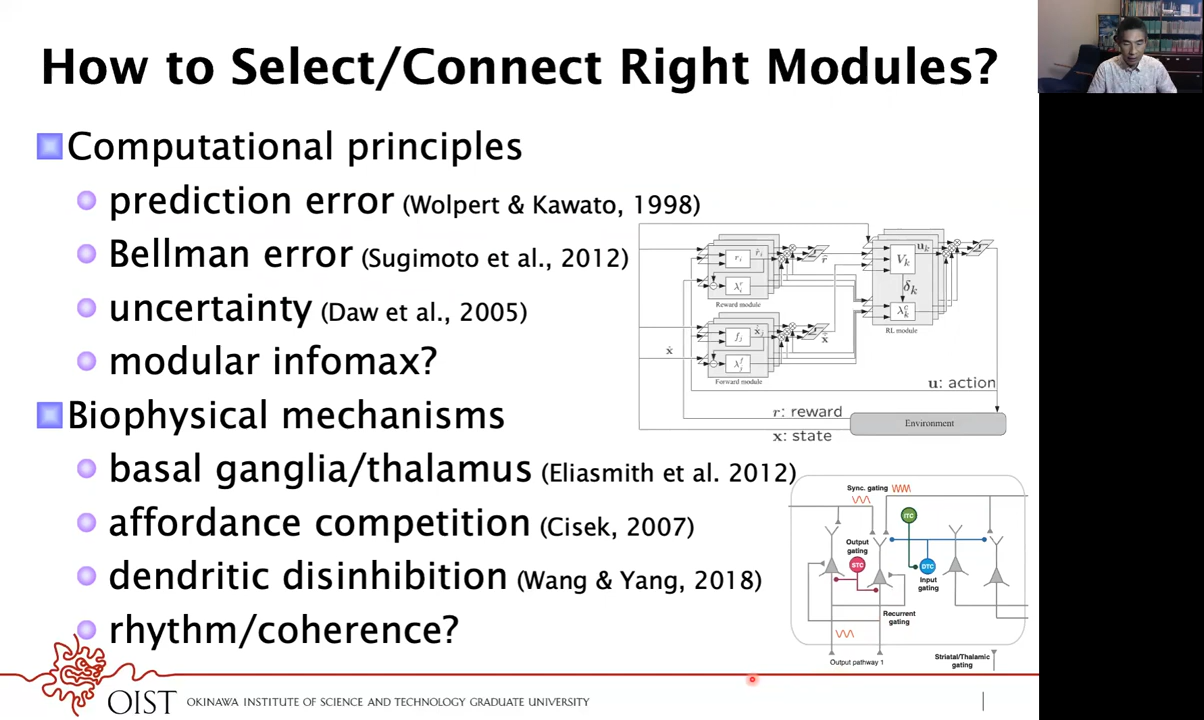 How to Select/Connect Right Modules?
Computational principles
prediction error (Wolpert & Kawato, 1998)
Bellman error (Sugimoto et al., 2012)
uncertainty (Daw et al., 2005)
modular infomax?
Biophysical mechanisms
basal ganglia/thalamus (Eliasmith et al. 2012)
affordance competition (Cisek, 2007)
dendritic disinhibition (Wang & Yang, 2018)
rhythm/coherence?
Reward module
Forward module
RL module
u: action
r: reward
x: state
Environment
Sync. gating
ITC
Output
gating
STC
DTC
Input
gating
Recurrent
gating
Output pathway 1
Striatal/Thalamic
gating
OIST OKINAWA INSTITUTE OF SCIENCE AND TECHNOLOGY GRADUATE UNIVERSITY